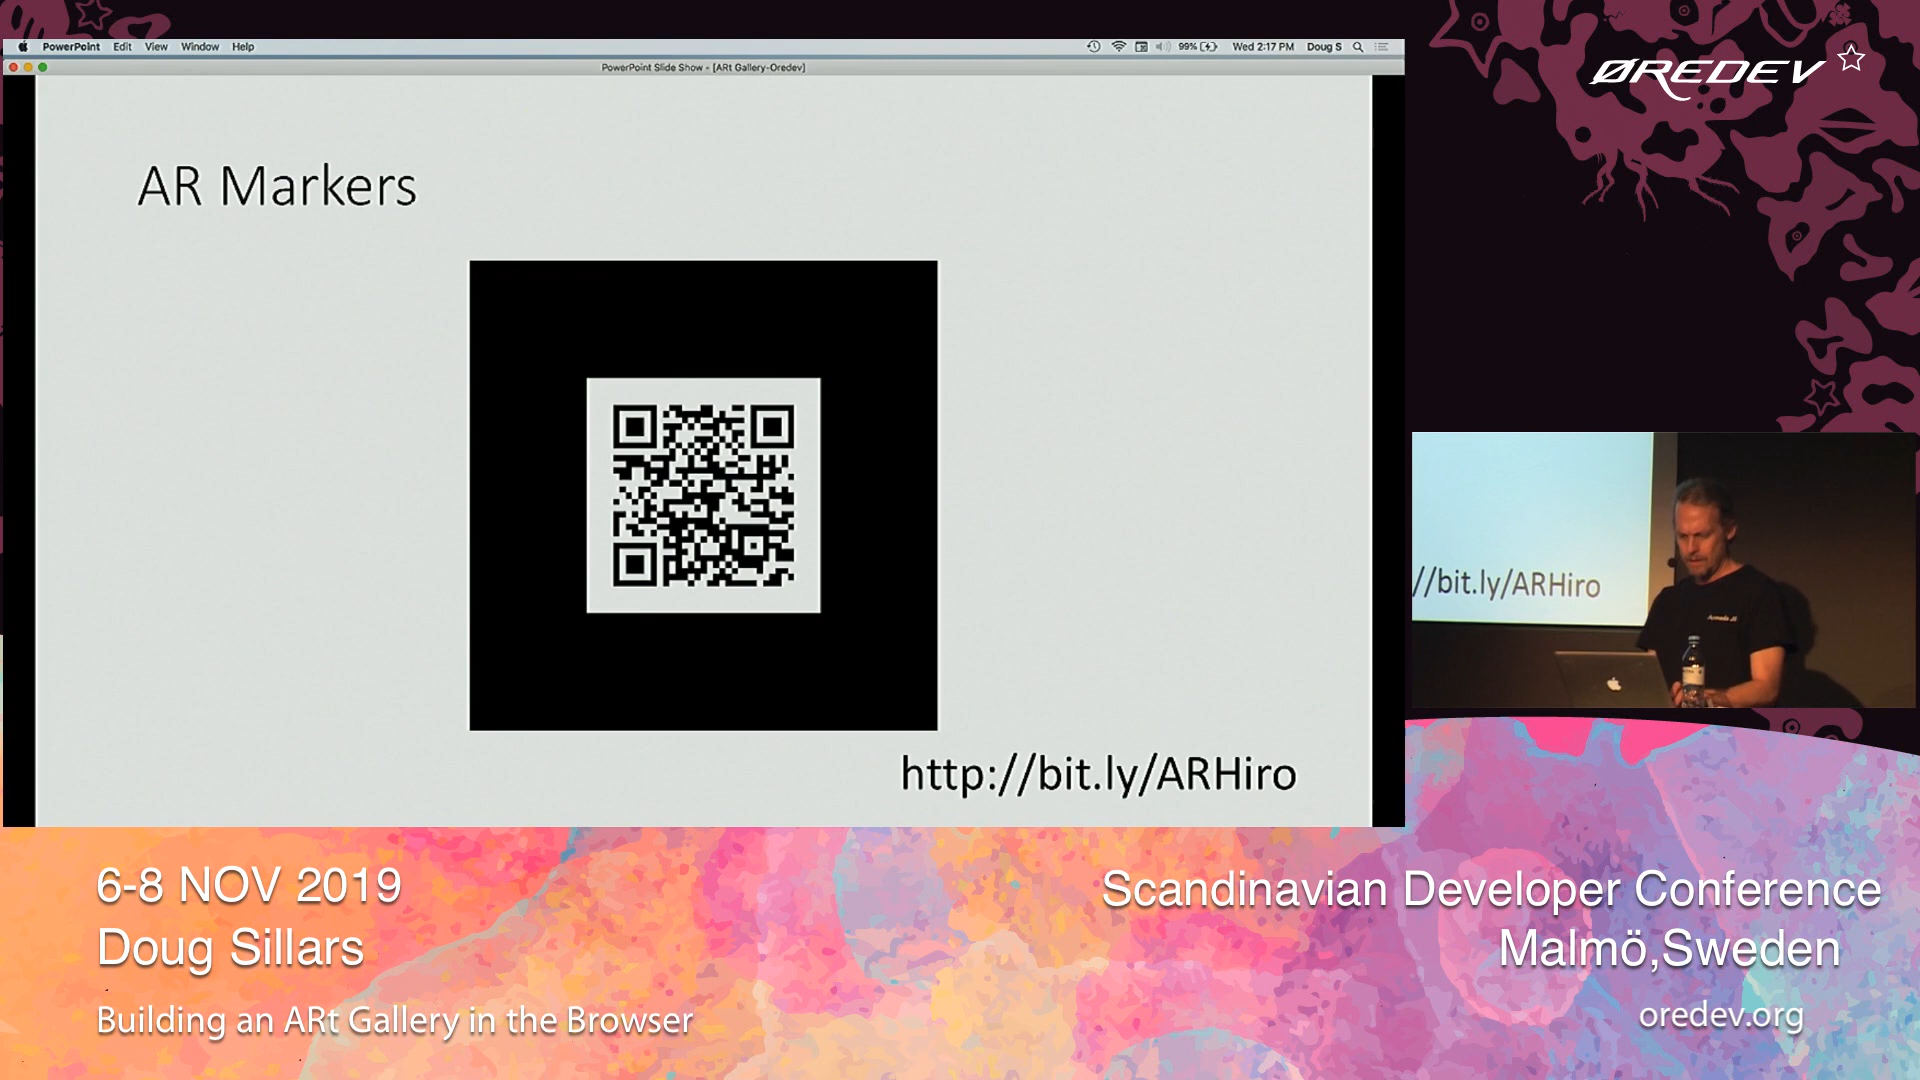 PowerPoint Edit View Window Help
99% Wed 2:17 PM Doug S
PowerPoint Slide Show - [ARt Gallery-Oredev]
AR Markers
http://bit.ly/ARHiro
ØREDEV
//bit.ly/ARHiro
6-8 NOV 2019
Doug Sillars
Building an ARt Gallery in the Browser
Scandinavian Developer Conference
Malmö,Sweden
oredev.org